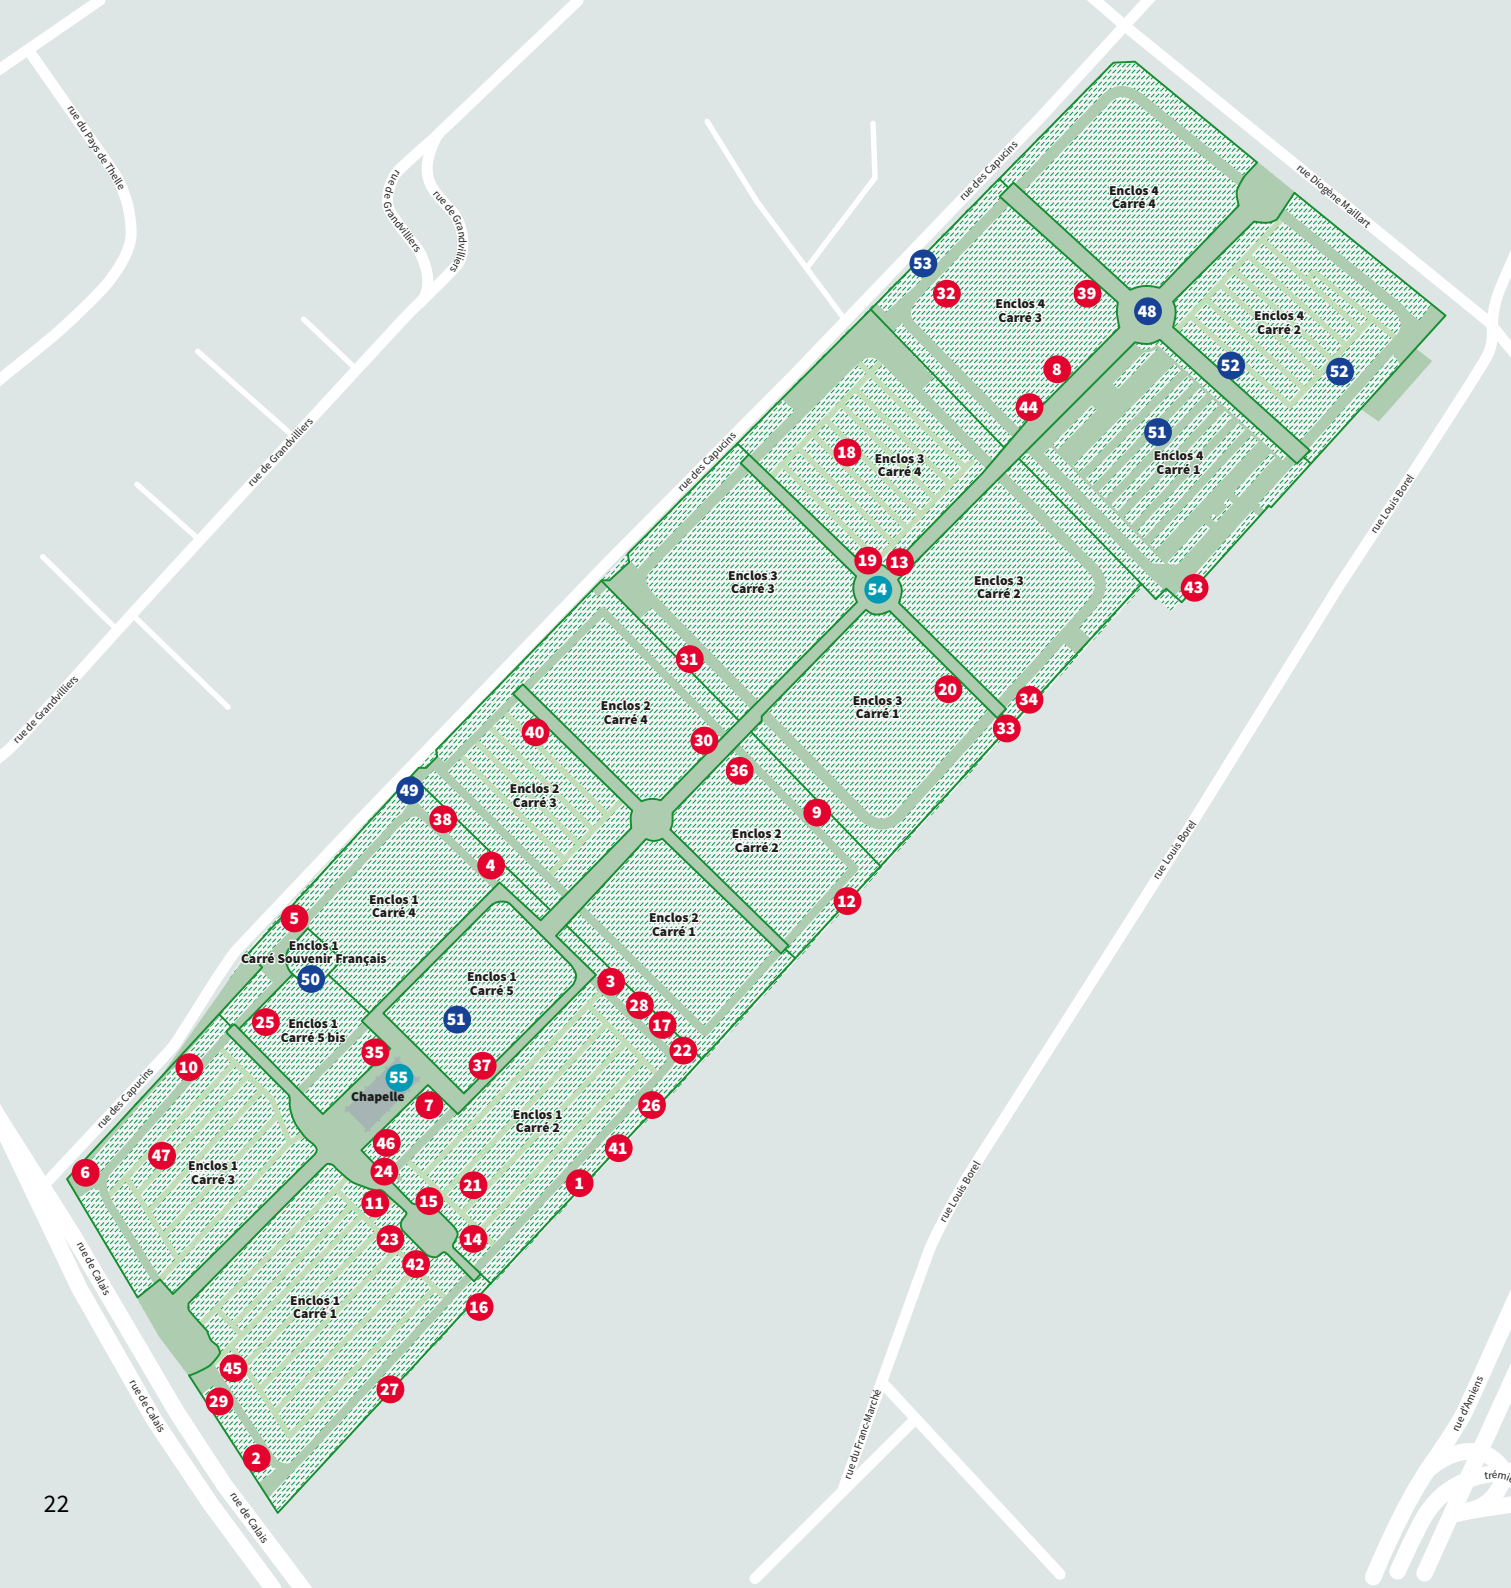 rue du Pays de Thelle
rue de Grandvilliers
rue de Grandvilliers
rue des Capucins
rue Diogène Maillart
Enclos 4
Carré 4
53
32
39
48
Enclos 4
Carré 3
Enclos 4
Carré 2
8
52
52
44
rue de Grandvilliers
rue des Capucins
18
Enclos 3
Carré 4
51
Enclos 4
Carré 1
rue Louis Borel
19
13
54
Enclos 3
Carré 3
Enclos 3
Carré 2
43
31
20
34
33
Enclos 2
Carré 4
Enclos 3
Carré 1
rue de Grandvilliers
40
30
36
49
38
Enclos 2
Carré 3
9
Enclos 2
Carré 2
4
rue Louis Borel
12
5
Enclos 1
Carré 4
Enclos 2
Carré 1
Enclos 1
Carré Souvenir Français
50
Enclos 1
Carré 5
3
28
51
25
Enclos 1
Carré 5 bis
17
35
22
10
37
55
Chapelle
7
26
rue des Capucins
Enclos 1
Carré 2
46
41
47
6
Enclos 1
Carré 3
24
21
1
11
15
rue Louis Borel
23
14
42
rue de Calais
Enclos 1
Carré 1
16
45
29
27
rue de Calais
2
rue du Franc-Marché
rue d'Amiens
trémie
22
rue de Calais